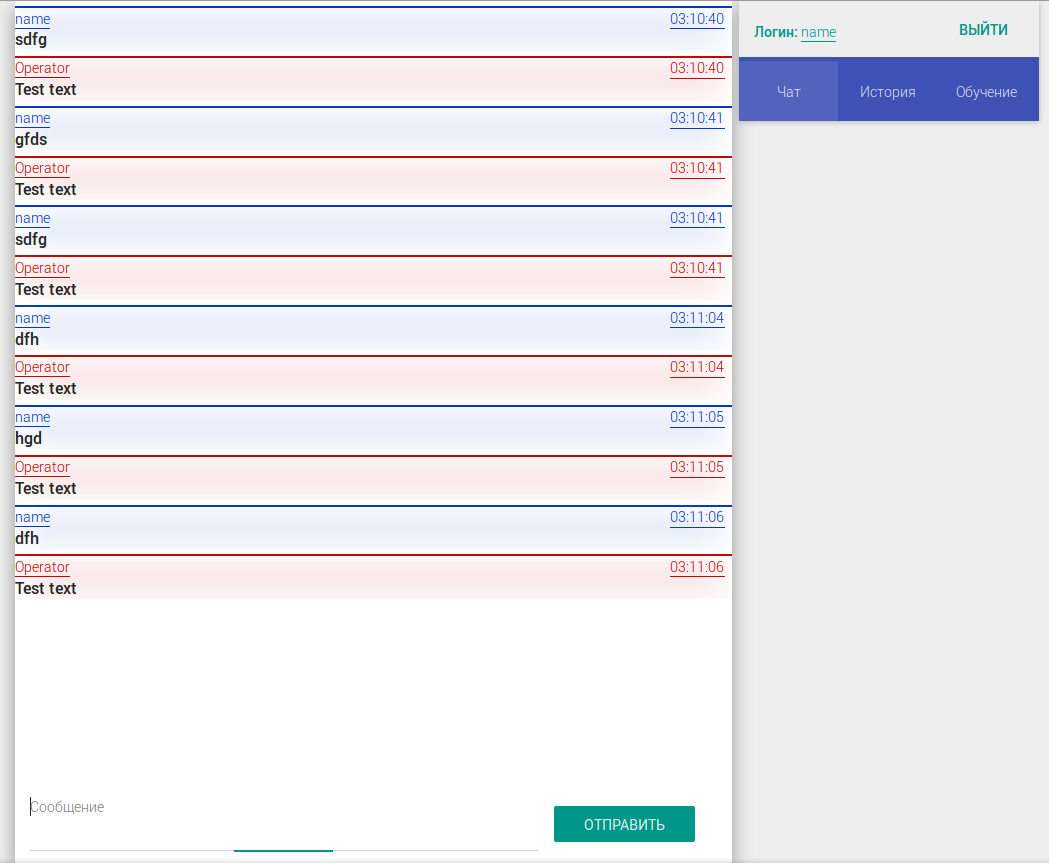 name 03:10:40
sdfg
Operator 03:10:40
Test text
name 03:10:41
gfds
Operator 03:10:41
Test text
name 03:10:41
sdfg
Operator 03:10:41
Test text
name 03:11:04
dfh
Operator 03:11:04
Test text
name 03:11:05
hgd
Operator 03:11:05
Test text
name 03:11:06
dfh
Operator 03:11:06
Test text
Сообщение
ОТПРАВИТЬ
Логин: name ВЫЙТИ
Чат История Обучение